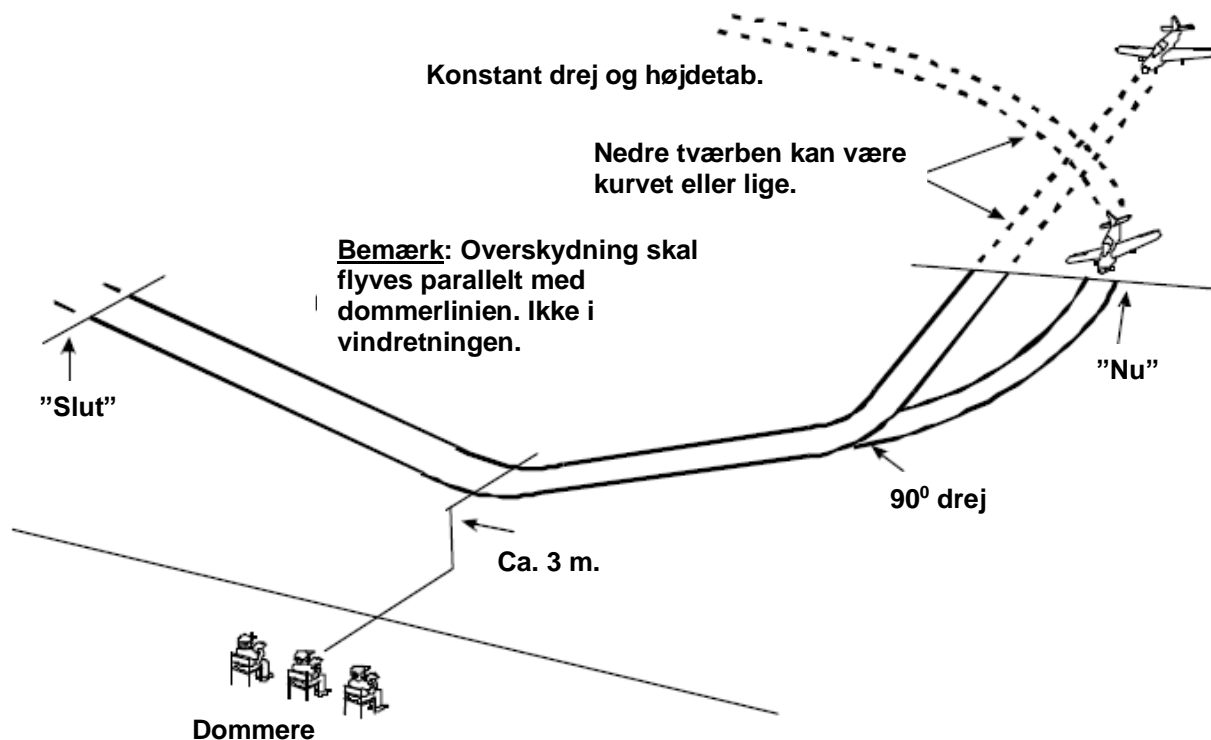 Konstant drej og højdetab.
Nedre tværben kan være
kurvet eller lige.
Bemærk: Overskydning skal
flyves parallelt med
dommerlinien. Ikke i
vindretningen.
”Nu”
”Slut”
90⁰ drej
Ca. 3 m.
Dommere